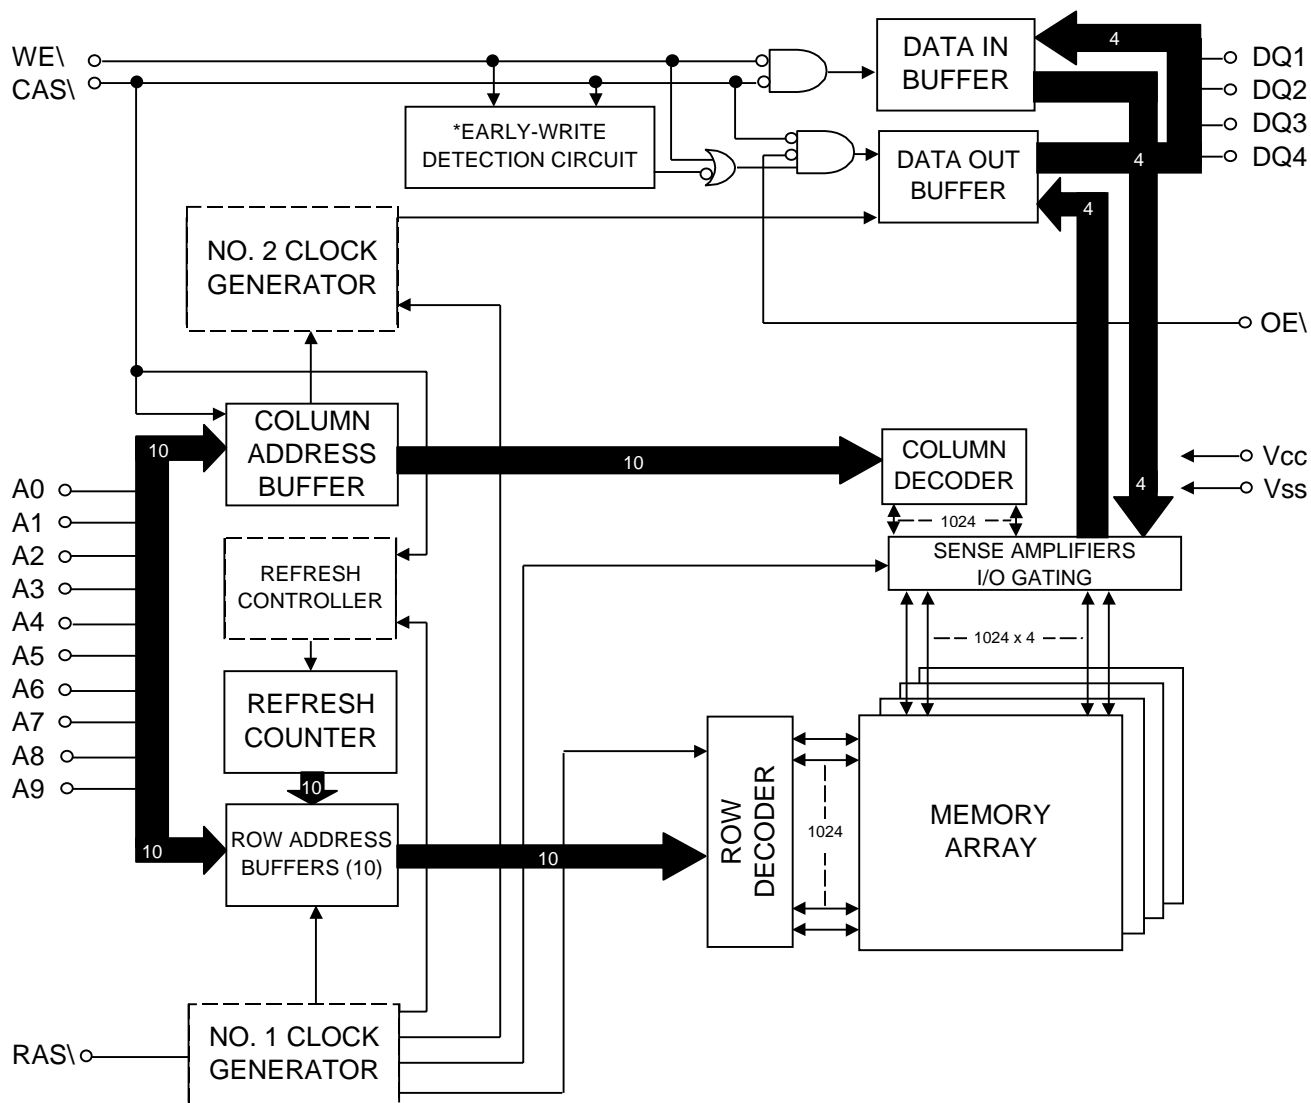 WE\
CAS\
DATA IN
BUFFER
4
DQ1
DQ2
DQ3
DQ4
*EARLY-WRITE
DETECTION CIRCUIT
DATA OUT
BUFFER
4
4
NO. 2 CLOCK
GENERATOR
OE\
COLUMN
ADDRESS
BUFFER
10
10
COLUMN
DECODER
4
Vcc
Vss
A0
A1
A2
A3
A4
A5
A6
A7
A8
A9
1024
SENSE AMPLIFIERS
I/O GATING
REFRESH
CONTROLLER
1024 x 4
REFRESH
COUNTER
10
ROW ADDRESS
BUFFERS (10)
10
10
ROW
DECODER
1024
MEMORY
ARRAY
RAS\
NO. 1 CLOCK
GENERATOR